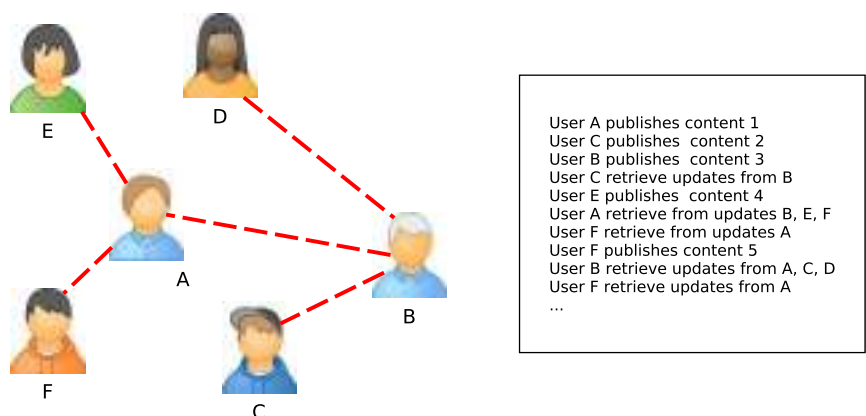 E
D
A
B
F
C
User A publishes content 1
User C publishes  content 2
User B publishes  content 3
User C retrieve updates from B
User E publishes  content 4
User A retrieve from updates B, E, F
User F retrieve from updates A
User F publishes content 5
User B retrieve updates from A, C, D
User F retrieve updates from A
...